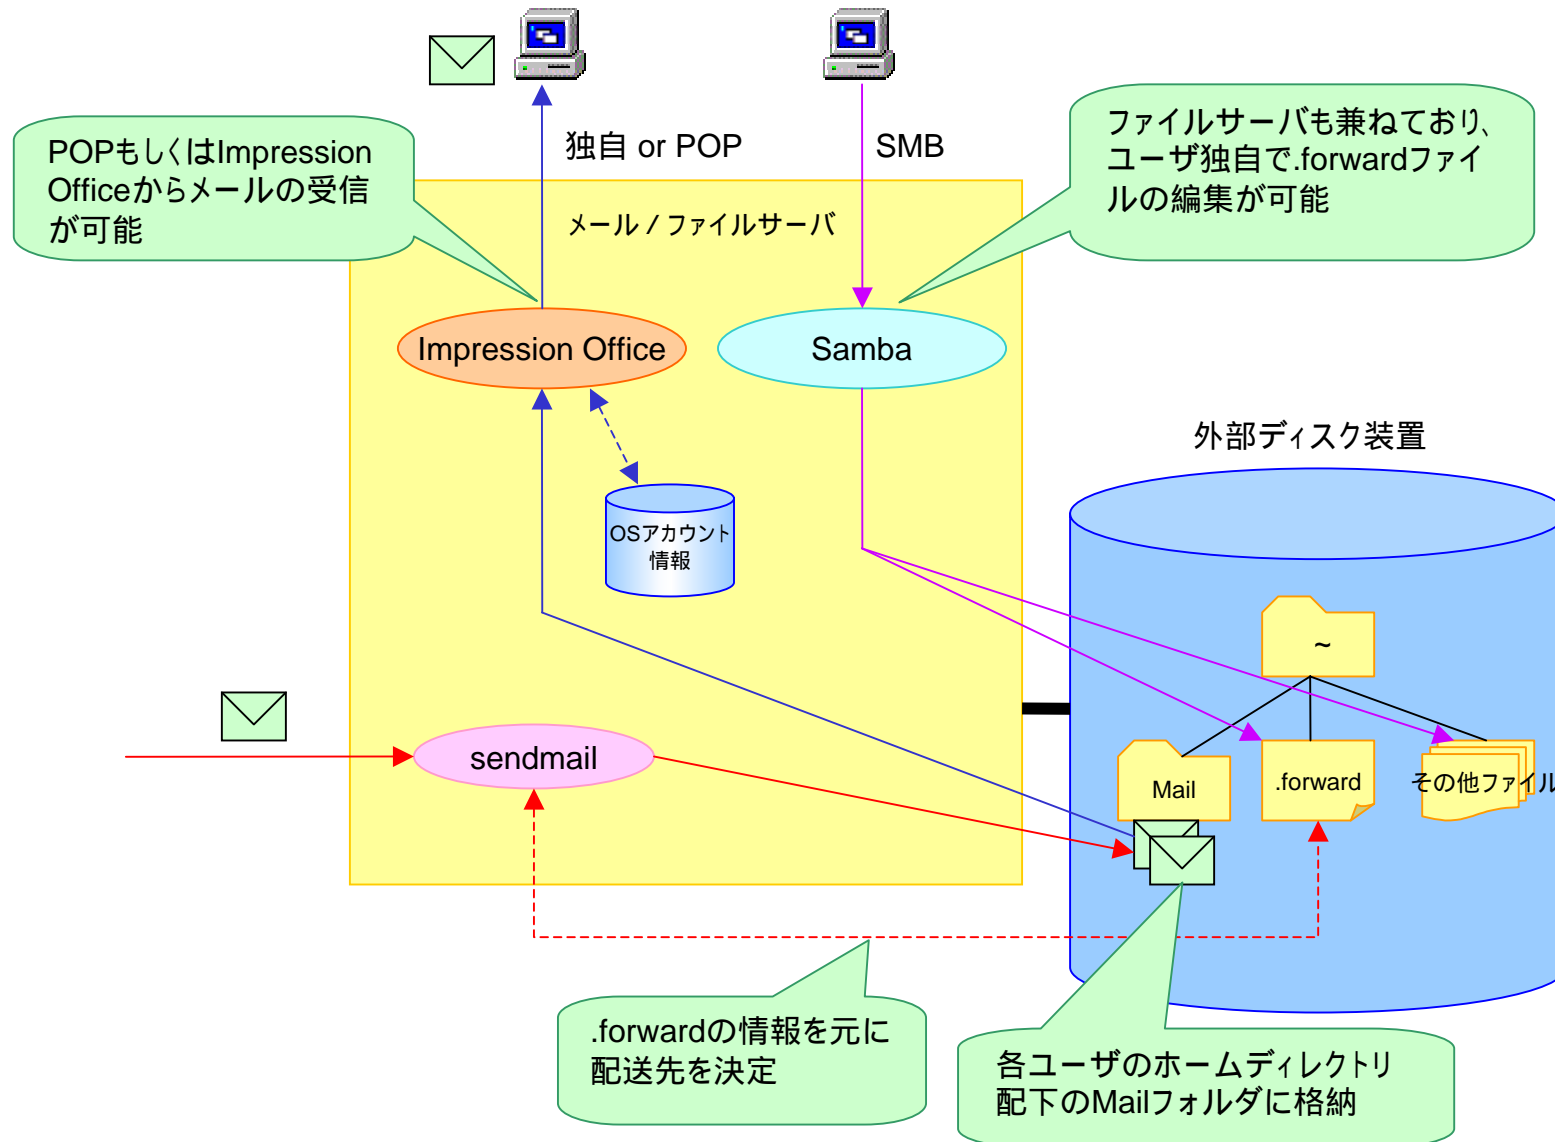 POPもしくはImpression
Officeからメールの受信
が可能
独自 or POP
SMB
ファイルサーバも兼ねており、
ユーザ独自で.forwardファイ
ルの編集が可能
メール / ファイルサーバ
Impression Office
Samba
外部ディスク装置
OSアカウント
情報
~
sendmail
Mail
.forward
その他ファイル
.forwardの情報を元に
配送先を決定
各ユーザのホームディレクトリ
配下のMailフォルダに格納